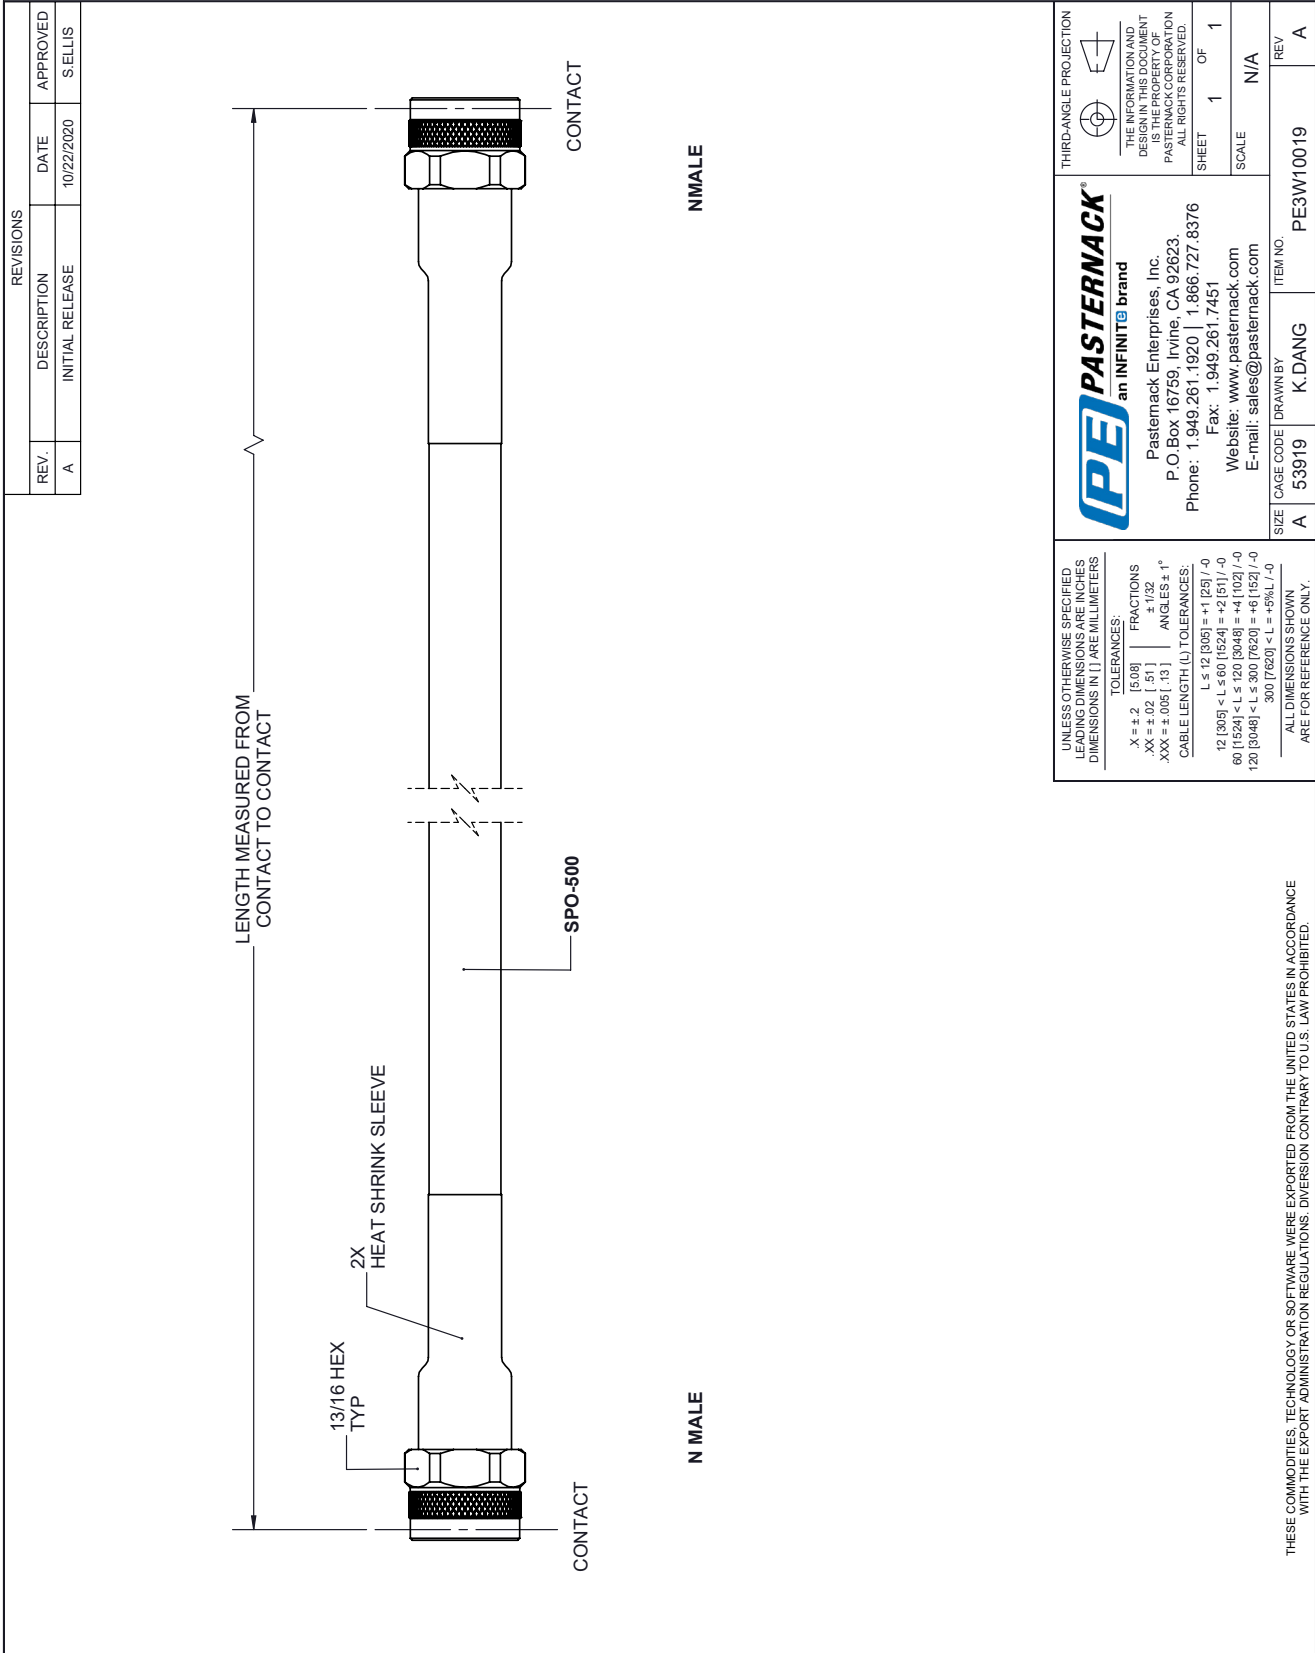 REVISIONS
REV. DESCRIPTION DATE APPROVED
A INITIAL RELEASE 10/22/2020 S.ELLIS
LENGTH MEASURED FROM
CONTACT TO CONTACT
13/16 HEX
TYP
2X
HEAT SHRINK SLEEVE
SPO-500
CONTACT
CONTACT
N MALE
NMALE
THESE COMMODITIES, TECHNOLOGY OR SOFTWARE WERE EXPORTED FROM THE UNITED STATES IN ACCORDANCE
WITH THE EXPORT ADMINISTRATION REGULATIONS. DIVERSION CONTRARY TO U.S. LAW PROHIBITED.
UNLESS OTHERWISE SPECIFIED
LEADING DIMENSIONS ARE INCHES
DIMENSIONS IN [ ] ARE MILLIMETERS
TOLERANCES:
.X = ± .2 [5.08] FRACTIONS
.XX = ± .02 [ .51 ] ± 1/32
.XXX = ± .005 [ .13 ] ANGLES ± 1°
CABLE LENGTH (L) TOLERANCES:
L ≤ 12 [305] = +1 [25] / -0
12 [305] < L ≤ 60 [1524] = +2 [51] / -0
60 [1524] < L ≤ 120 [3048] = +4 [102] / -0
120 [3048] < L ≤ 300 [7620] = +6 [152] / -0
300 [7620] < L = +5%L / -0
ALL DIMENSIONS SHOWN
ARE FOR REFERENCE ONLY.
PE PASTERNACK®
an INFINITe brand
Pasternack Enterprises, Inc.
P.O.Box 16759, Irvine, CA 92623.
Phone: 1.949.261.1920 | 1.866.727.8376
Fax: 1.949.261.7451
Website: www.pasternack.com
E-mail: sales@pasternack.com
THIRD-ANGLE PROJECTION
THE INFORMATION AND
DESIGN IN THIS DOCUMENT
IS THE PROPERTY OF
PASTERNACK CORPORATION
ALL RIGHTS RESERVED.
SHEET 1 OF 1
SCALE N/A
SIZE CAGE CODE DRAWN BY ITEM NO. REV
A 53919 K.DANG PE3W10019 A